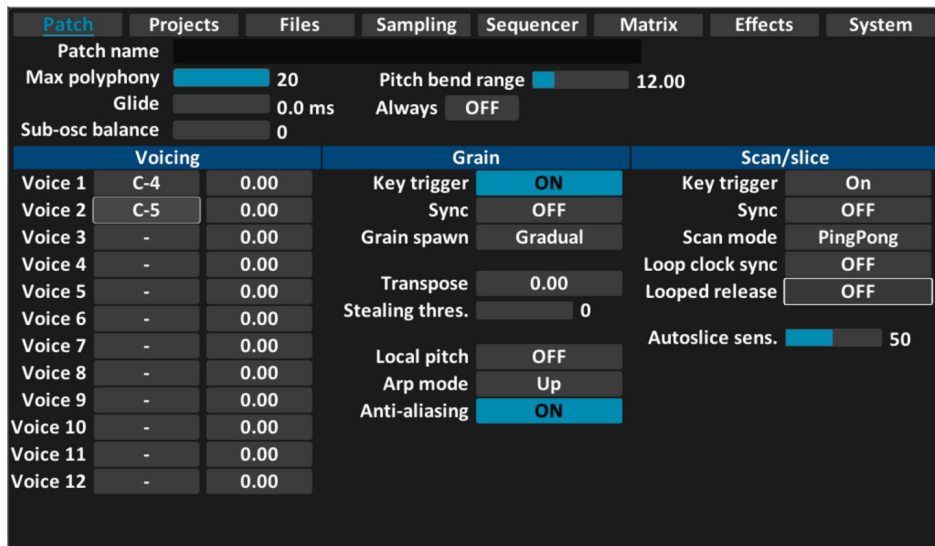 Patch Projects Files Sampling Sequencer Matrix Effects System
Patch name
Max polyphony 20 Pitch bend range 12.00
Glide 0.0 ms Always OFF
Sub-osc balance 0
Voicing Grain Scan/slice
Voice 1 C-4 0.00 Key trigger ON Key trigger On
Voice 2 C-5 0.00 Sync OFF Sync OFF
Voice 3 - 0.00 Grain spawn Gradual Scan mode PingPong
Voice 4 - 0.00 Loop clock sync OFF
Voice 5 - 0.00 Transpose 0.00 Looped release OFF
Voice 6 - 0.00 Stealing thres. 0
Voice 7 - 0.00 Local pitch OFF Autoslice sens. 50
Voice 8 - 0.00 Arp mode Up
Voice 9 - 0.00 Anti-aliasing ON
Voice 10 - 0.00
Voice 11 - 0.00
Voice 12 - 0.00